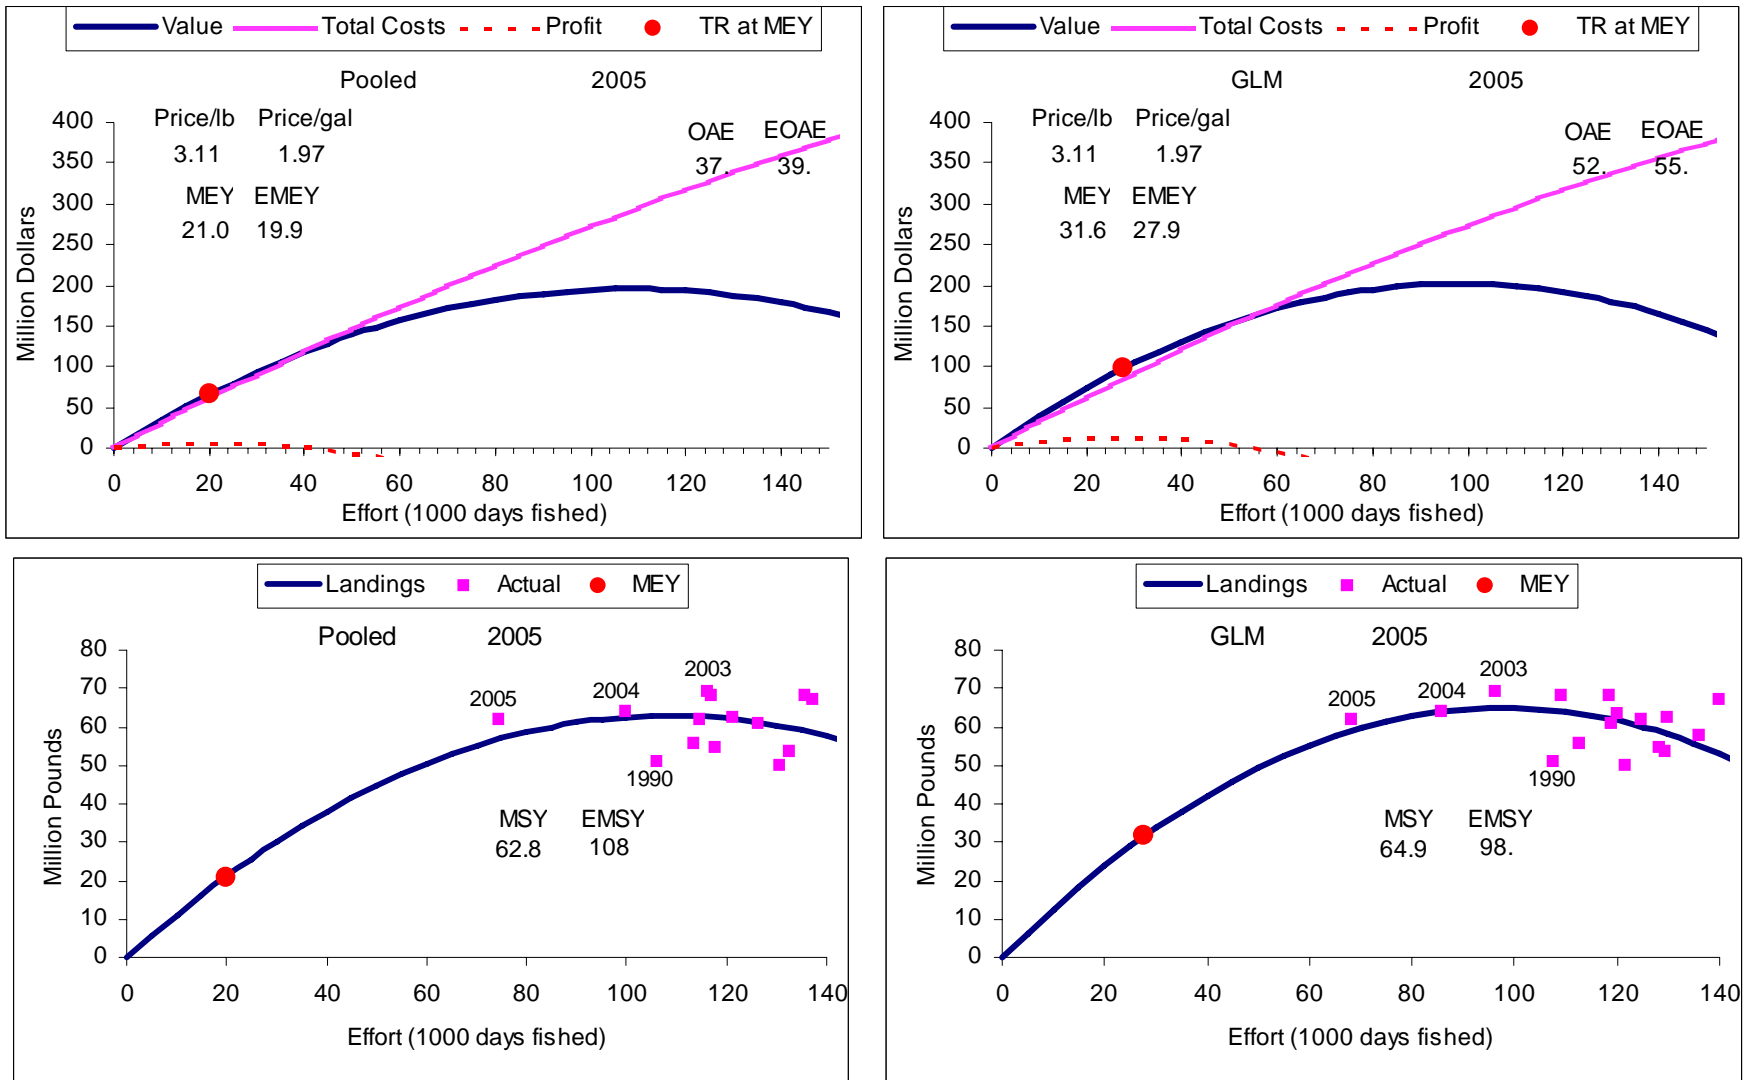 Value Total Costs Profit TR at MEY
Pooled 2005
Price/lb Price/gal
3.11 1.97
OAE EOAE
37. 39.
MEY EMEY
21.0 19.9
400
350
300
250
200
150
100
50
0
0 20 40 60 80 100 120 140
Million Dollars
Effort (1000 days fished)
Value Total Costs Profit TR at MEY
GLM 2005
Price/lb Price/gal
3.11 1.97
OAE EOAE
52. 55.
MEY EMEY
31.6 27.9
400
350
300
250
200
150
100
50
0
0 20 40 60 80 100 120 140
Million Dollars
Effort (1000 days fished)
Landings Actual MEY
Pooled 2005
80
70
60
50
40
30
20
10
0
2003
2005
2004
1990
MSY EMSY
62.8 108
0 20 40 60 80 100 120 140
Million Pounds
Effort (1000 days fished)
Landings Actual MEY
GLM 2005
80
70
60
50
40
30
20
10
0
2003
2005
2004
1990
MSY EMSY
64.9 98.
0 20 40 60 80 100 120 140
Million Pounds
Effort (1000 days fished)